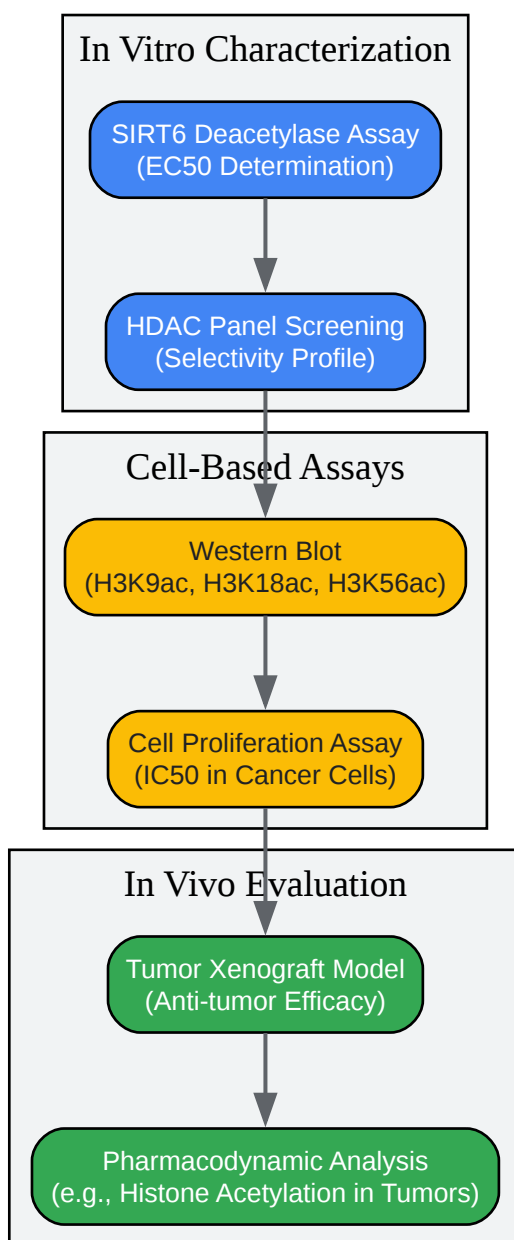 In Vitro Characterization
SIRT6 Deacetylase Assay
(EC50 Determination)
HDAC Panel Screening
(Selectivity Profile)
Cell-Based Assays
Western Blot
(H3K9ac, H3K18ac, H3K56ac)
Cell Proliferation Assay
(IC50 in Cancer Cells)
In Vivo Evaluation
Tumor Xenograft Model
(Anti-tumor Efficacy)
Pharmacodynamic Analysis
(e.g., Histone Acetylation in Tumors)